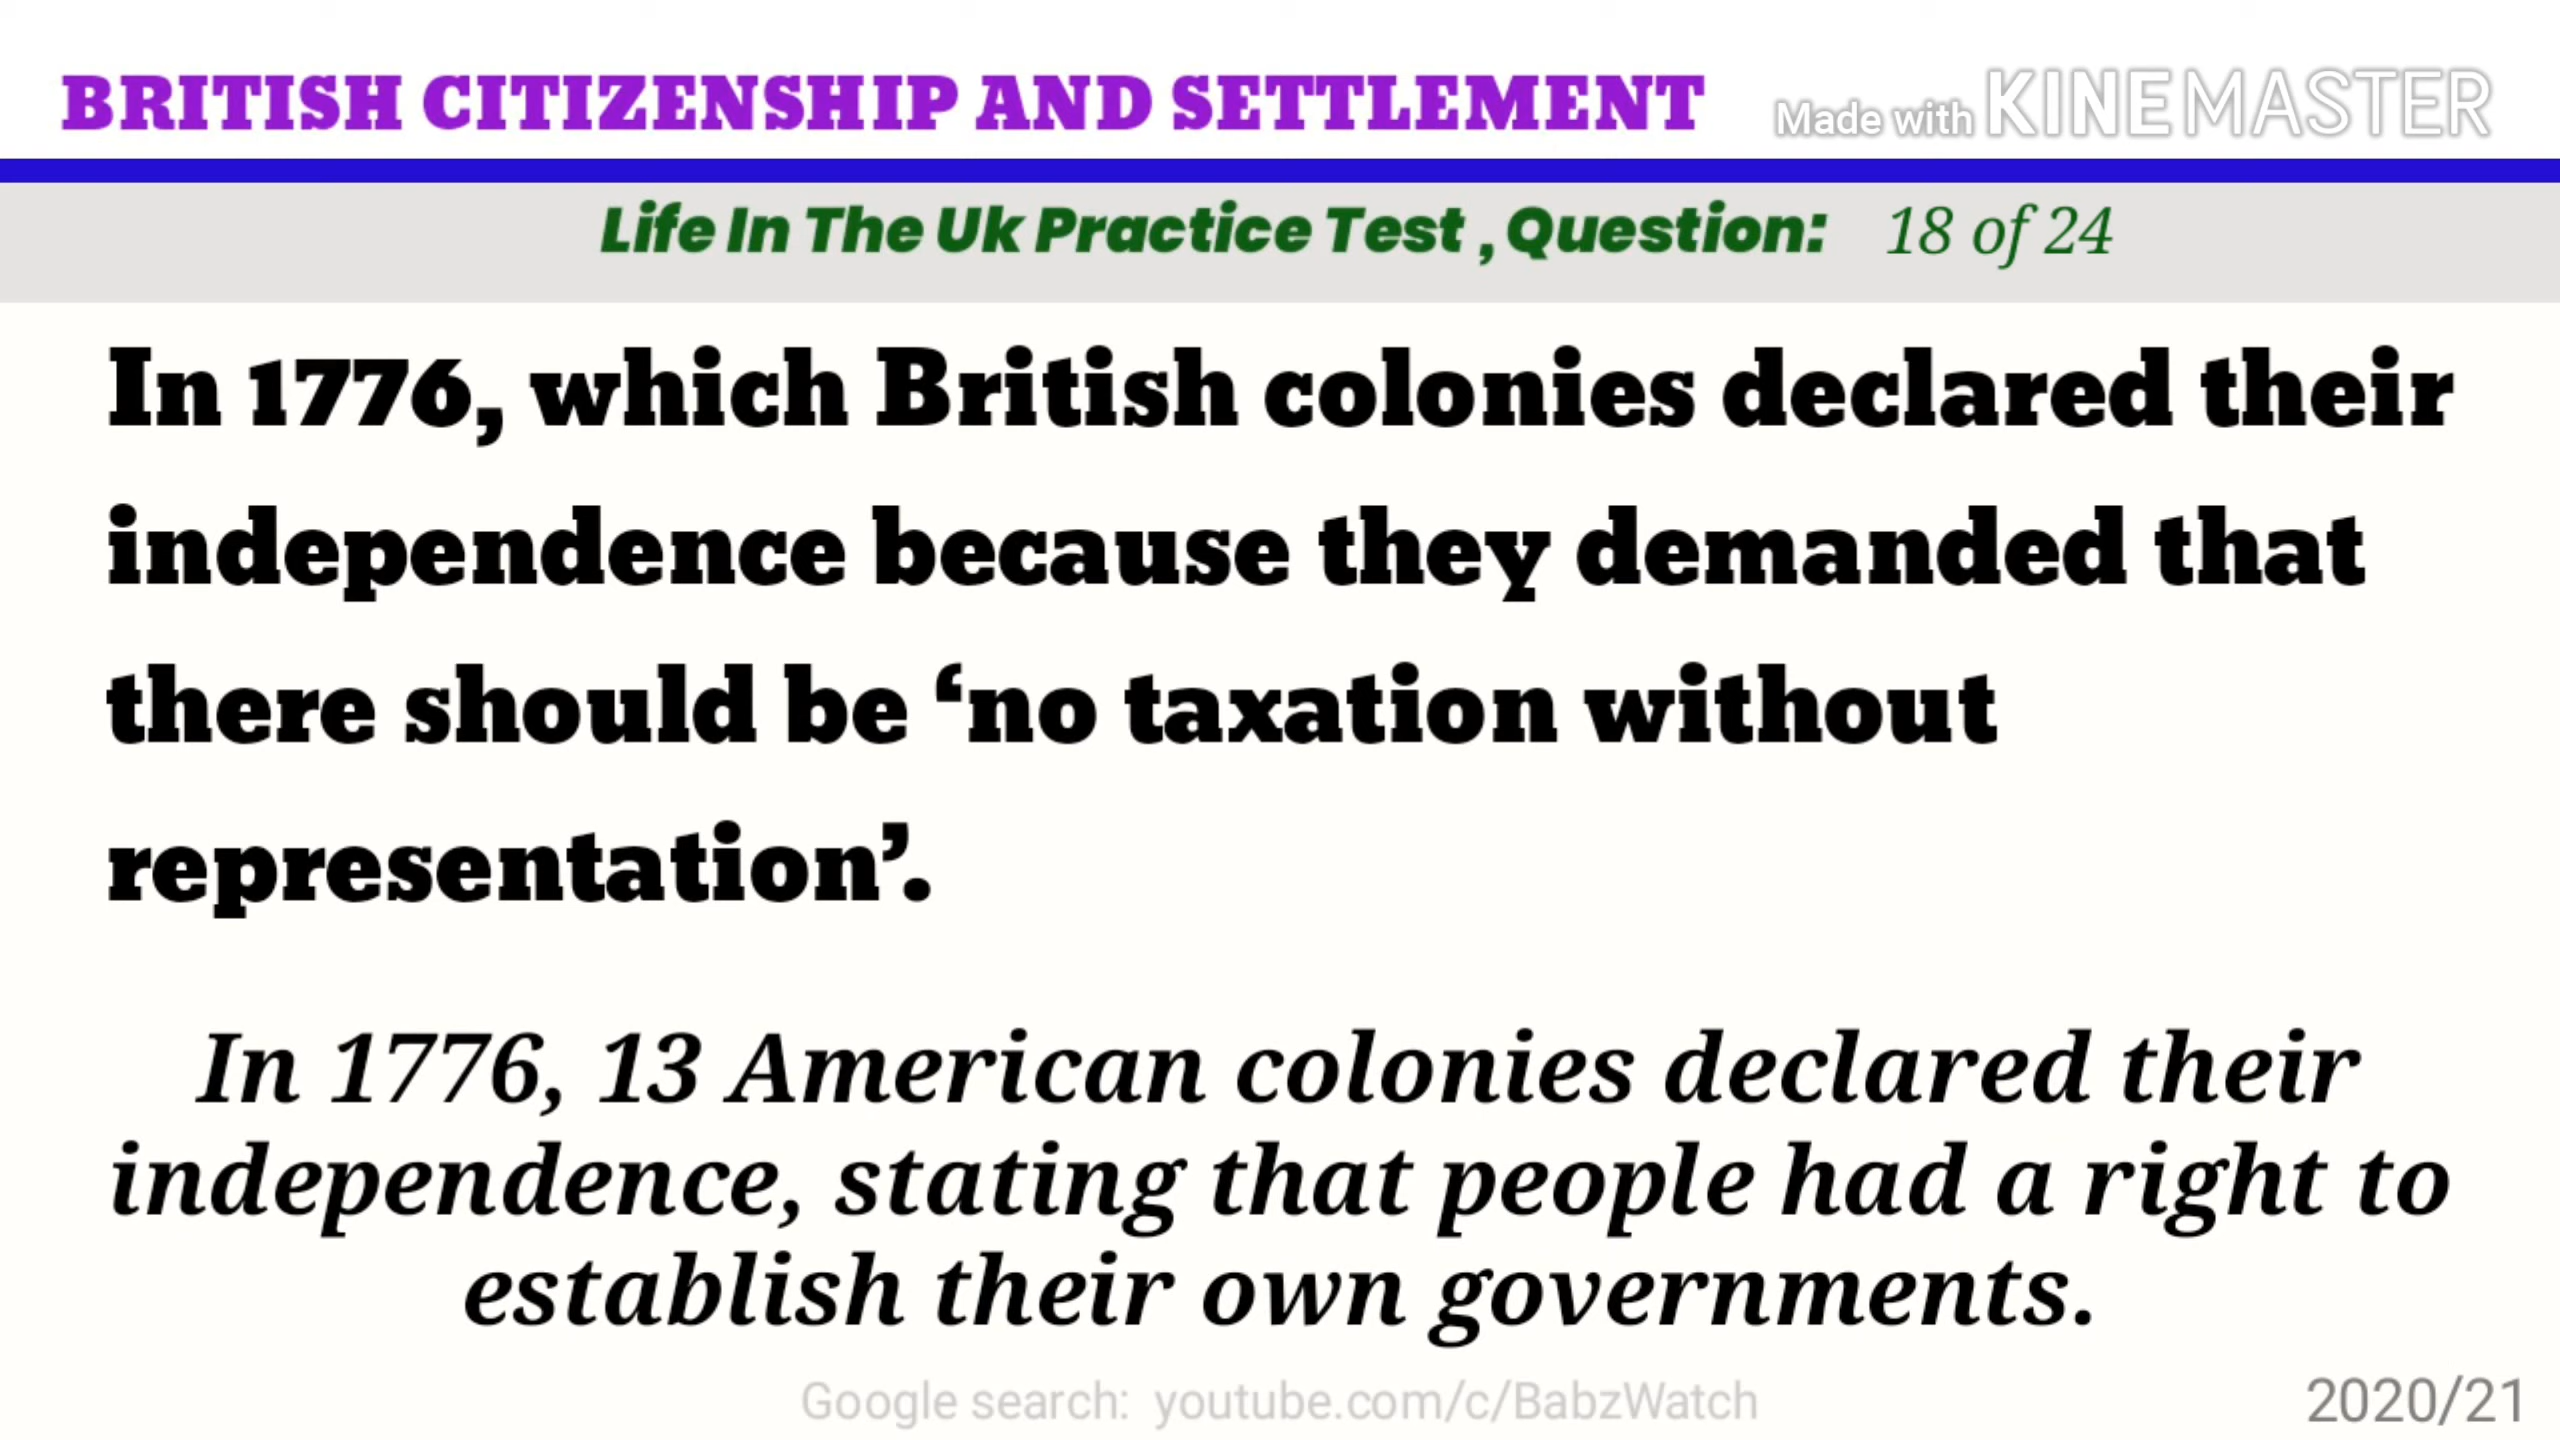 BRITISH CITIZENSHIP AND SETTLEMENT
Made with KINEMASTER
Life In The Uk Practice Test , Question: 18 of 24
In 1776, which British colonies declared their
independence because they demanded that
there should be ‘no taxation without
representation’.
In 1776, 13 American colonies declared their
independence, stating that people had a right to
establish their own governments.
Google search: youtube.com/c/BabzWatch
2020/21